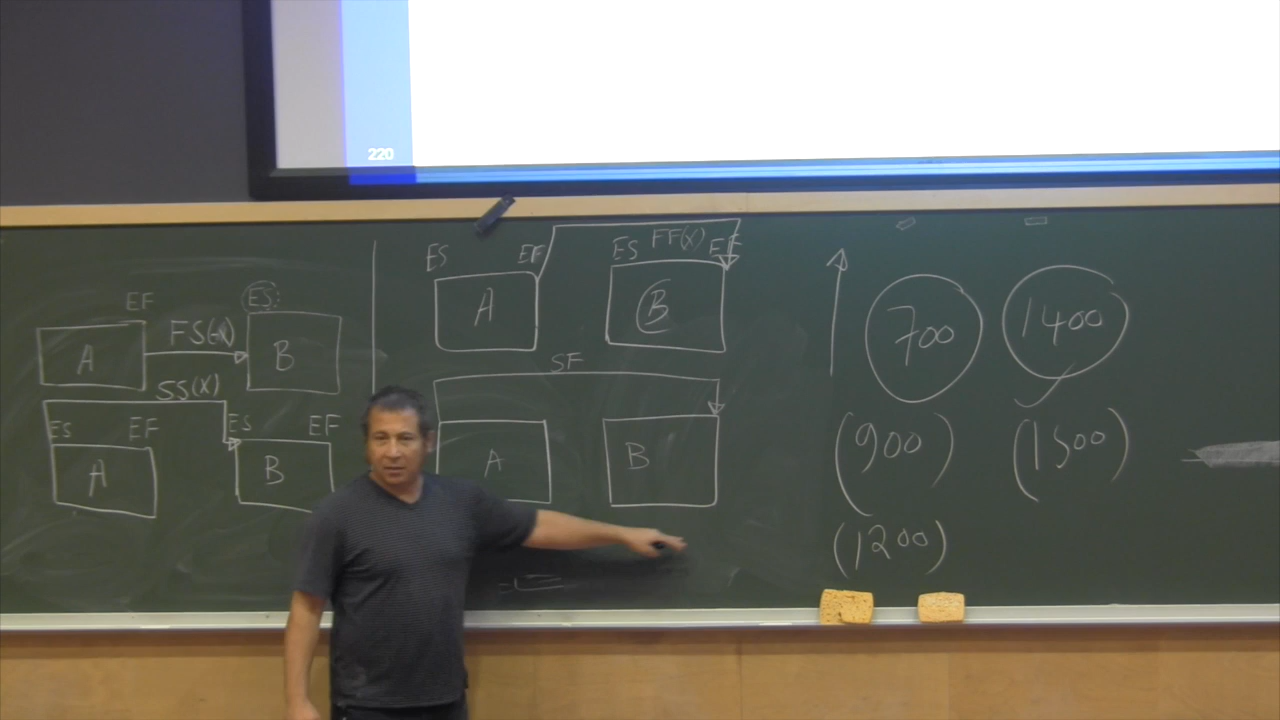 220
EF
ES
A
FS(x)
B
SS(X)
ES
EF
ES
EF
A
B
ES
EF
ES
FF(X)
EF
A
B
SF
A
B
700
1400
(900)
(1500)
(1200)